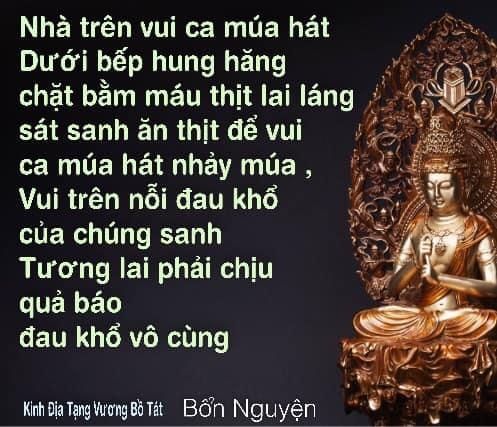 Nhà trên vui ca múa hát
Dưới bếp hung hăng
chặt bằm máu thịt lai láng
sát sanh ăn thịt để vui
ca múa hát nhảy múa ,
Vui trên nỗi đau khổ
của chúng sanh
Tương lai phải chịu
quả báo
đau khổ vô cùng
Kinh Địa Tạng Vương Bồ Tát Bổn Nguyện